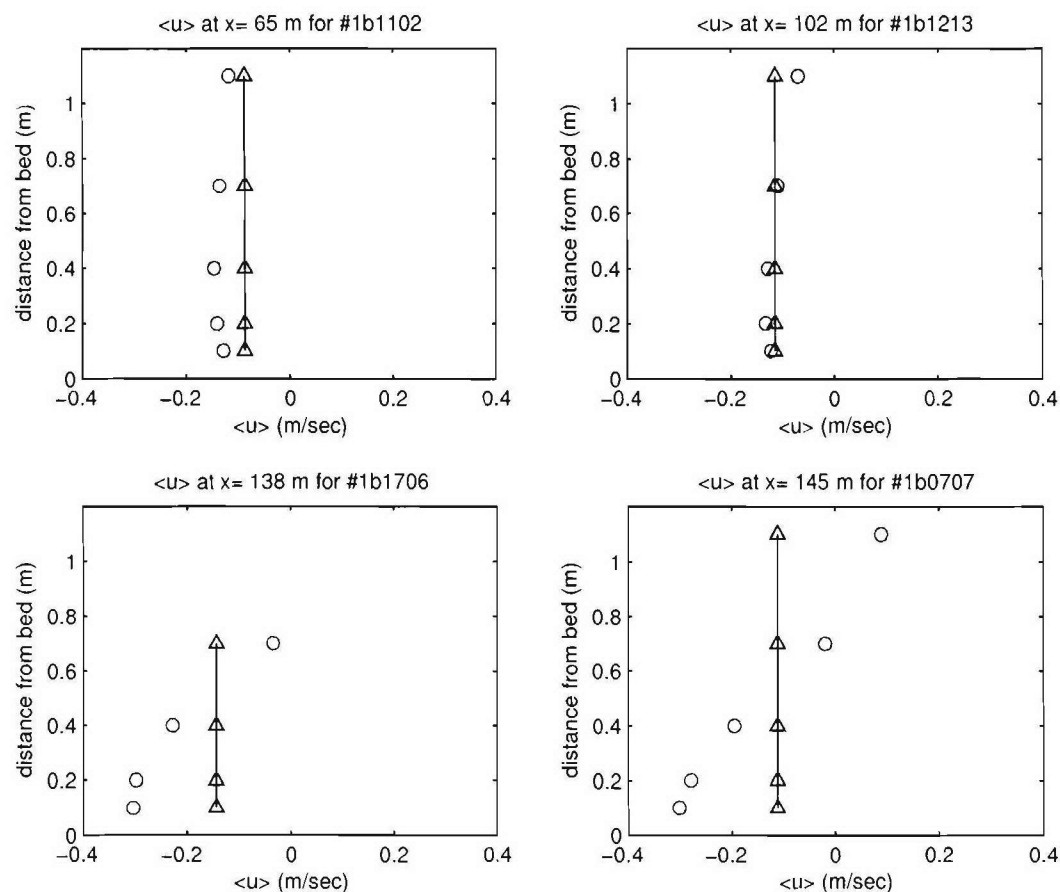 <u> at x= 65 m for #1b1102
distance from bed (m)
1
0.8
0.6
0.4
0.2
0
−0.4 −0.2 0 0.2 0.4
<u> (m/sec)
<u> at x= 102 m for #1b1213
distance from bed (m)
1
0.8
0.6
0.4
0.2
0
−0.4 −0.2 0 0.2 0.4
<u> (m/sec)
<u> at x= 138 m for #1b1706
distance from bed (m)
1
0.8
0.6
0.4
0.2
0
−0.4 −0.2 0 0.2 0.4
<u> (m/sec)
<u> at x= 145 m for #1b0707
distance from bed (m)
1
0.8
0.6
0.4
0.2
0
−0.4 −0.2 0 0.2 0.4
<u> (m/sec)